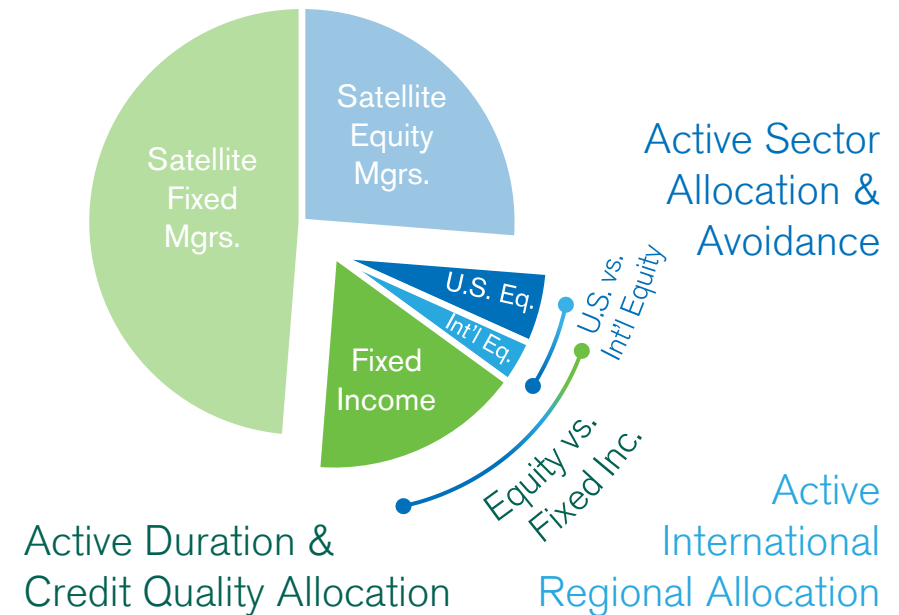 Satellite
Equity
Mgrs.
Satellite
Fixed
Mgrs.
Active Sector
Allocation &
Avoidance
U.S. Eq.
Int'l Eq.
U.S. vs.
Int'l Equity
Fixed
Income
Equity vs.
Fixed Inc.
Active
International
Regional Allocation
Active Duration &
Credit Quality Allocation